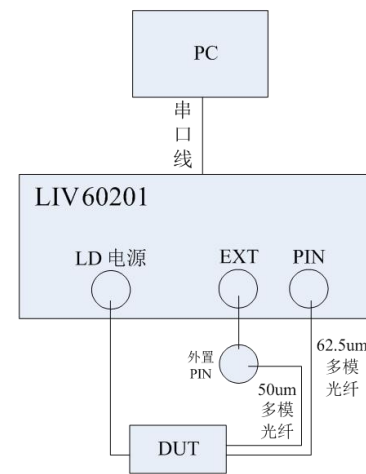 PC
串
口
线
LIV60201
LD 电源
EXT
PIN
外置
PIN
62.5um
多模
光纤
50um
多模
光纤
DUT